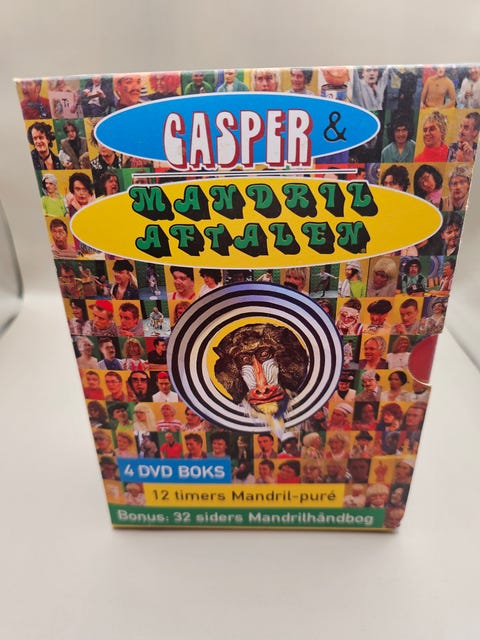 CASPER &
MANDRIL
AFTALEN
4 DVD BOKS
12 timers Mandril-puré
Bonus: 32 siders Mandrilhåndbog